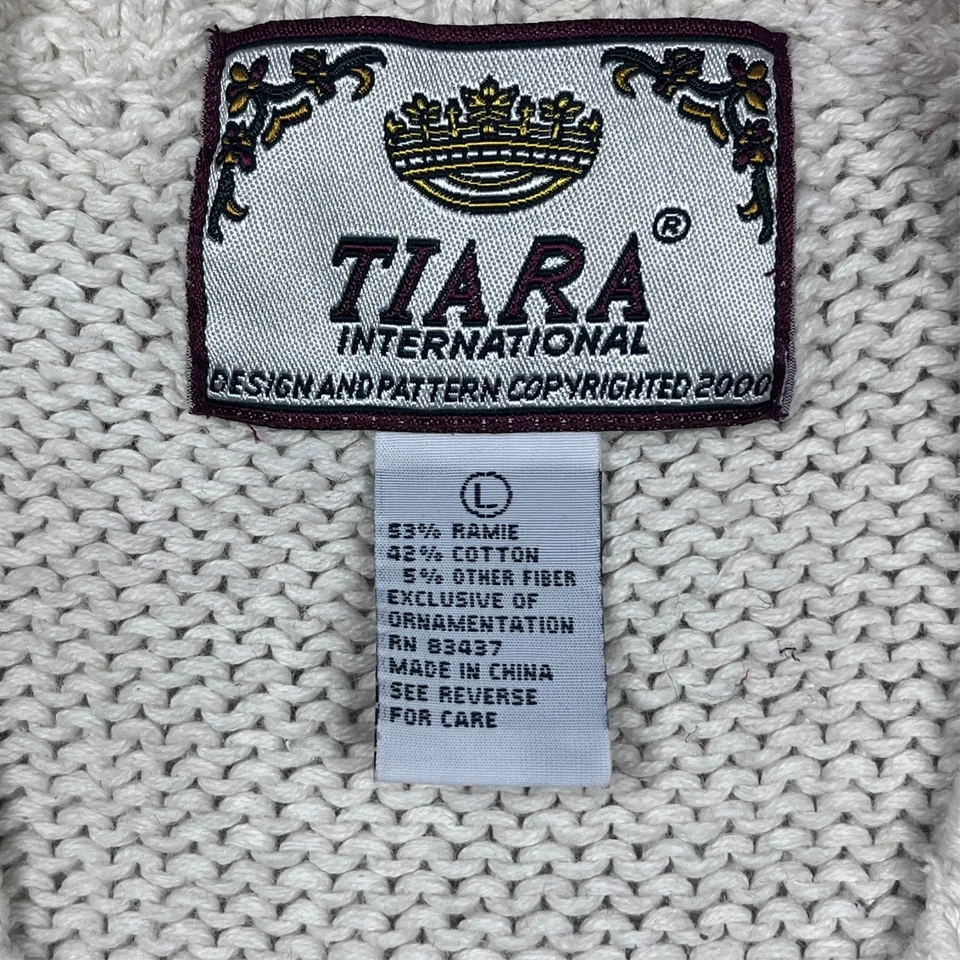 TIARA®
INTERNATIONAL
DESIGN AND PATTERN COPYRIGHTED 2000
L
53% RAMIE
42% COTTON
5% OTHER FIBER
EXCLUSIVE OF
ORNAMENTATION
RN 83437
MADE IN CHINA
SEE REVERSE
FOR CARE